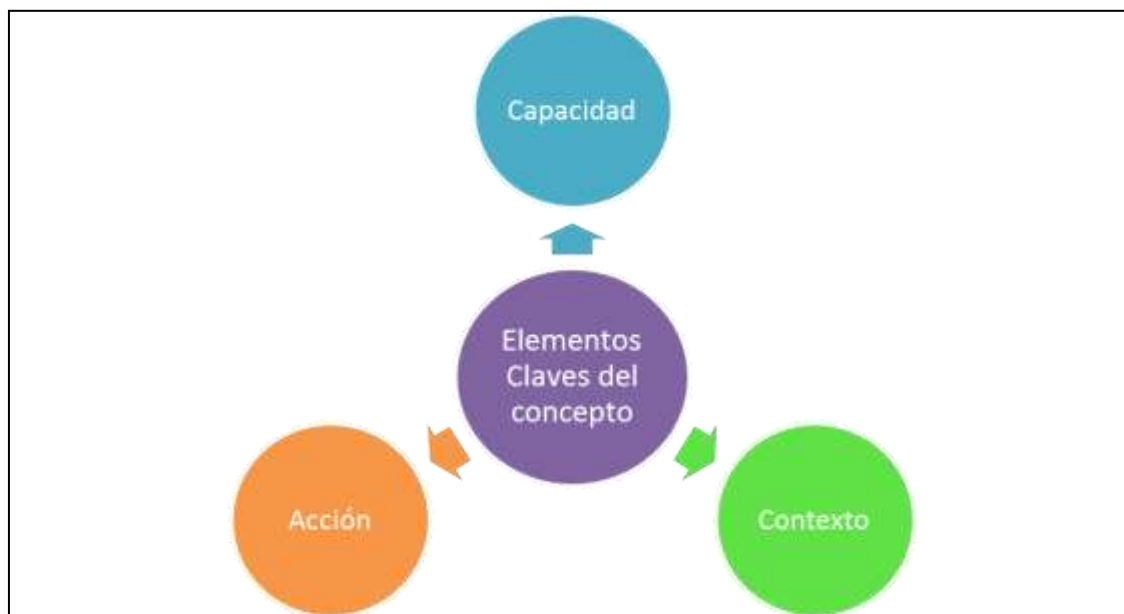 Capacidad
Elementos
Claves del
concepto
Acción
Contexto